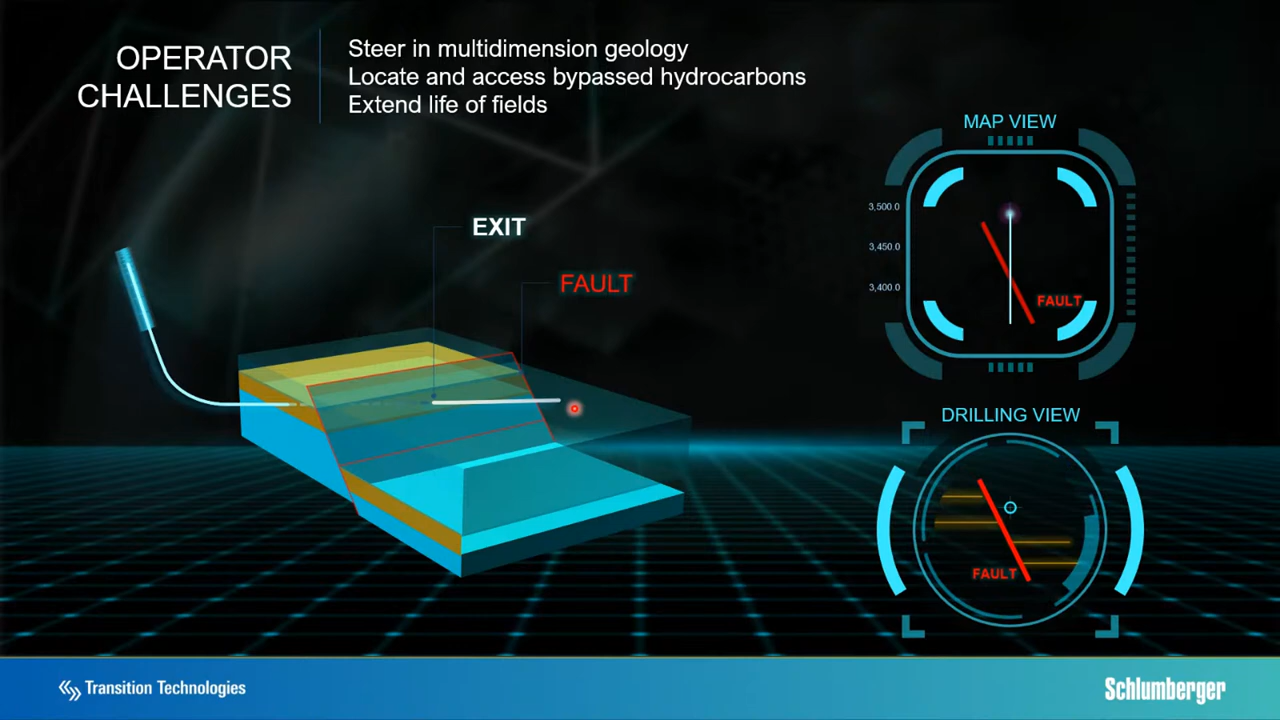 OPERATOR
CHALLENGES
Steer in multidimension geology
Locate and access bypassed hydrocarbons
Extend life of fields
MAP VIEW
3,500.0
3,450.0
3,400.0
FAULT
EXIT
FAULT
DRILLING VIEW
FAULT
Transition Technologies
Schlumberger